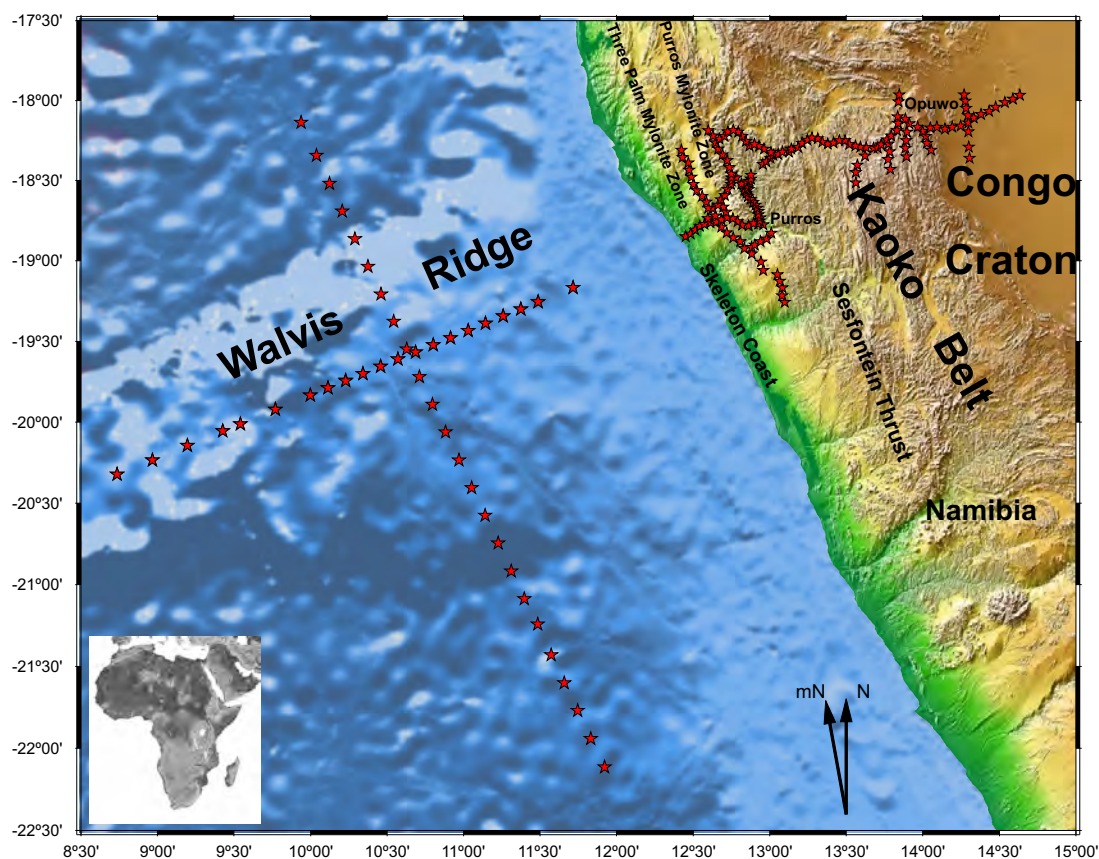 -17°30'
-18°00'
-18°30'
-19°00'
-19°30'
-20°00'
-20°30'
-21°00'
-21°30'
-22°00'
-22°30'
8°30'
9°00'
9°30'
10°00'
10°30'
11°00'
11°30'
12°00'
12°30'
13°00'
13°30'
14°00'
14°30'
15°00'
Three Palm Mylonite Zone
Purros Mylonite Zone
Opuwo
Congo
Craton
Kaoko
Belt
Purros
Walvis
Ridge
Skeleton Coast
Sesfontein Thrust
Namibia
mN
N